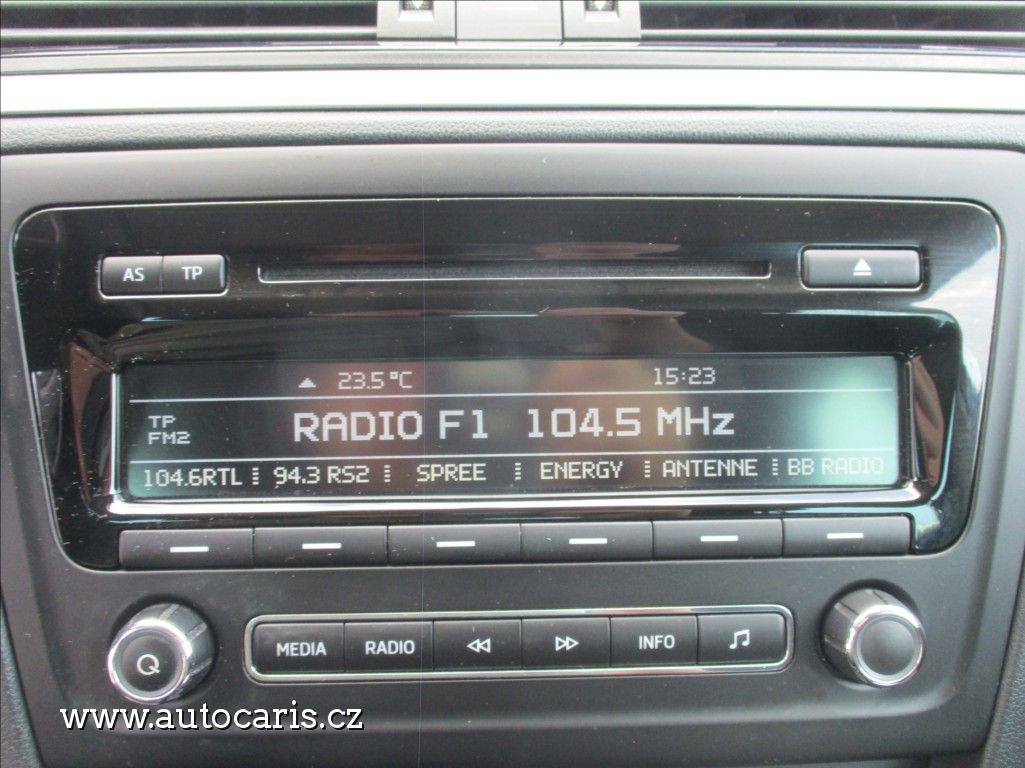 AS TP
23.5°C 15:23
TP
FM2
RADIO F1 104.5 MHz
104.6RTL 94.3 RS2 SPREE ENERGY ANTENNE BB RADIO
MEDIA RADIO INFO
www.autocaris.cz